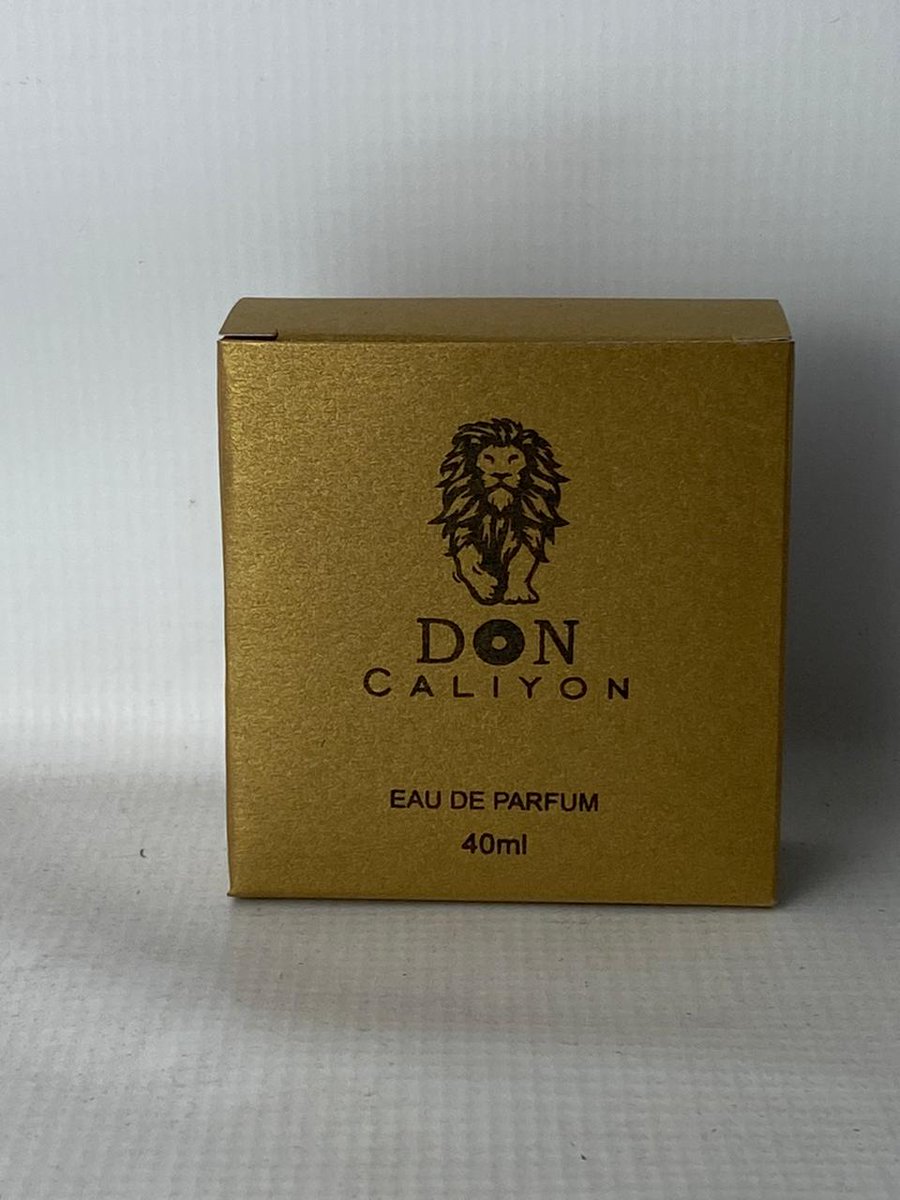 DON
CALIYON
EAU DE PARFUM
40ml